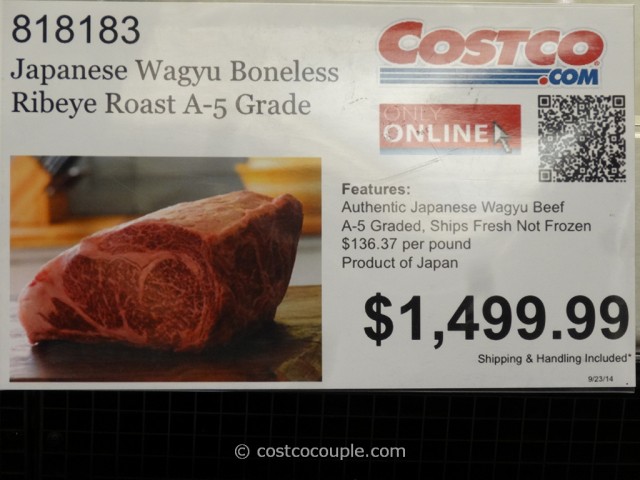 818183
Japanese Wagyu Boneless
Ribeye Roast A-5 Grade
COSTCO
.COM
ONLY
ONLINE
Features:
Authentic Japanese Wagyu Beef
A-5 Graded, Ships Fresh Not Frozen
$136.37 per pound
Product of Japan
$1,499.99
Shipping & Handling Included*
9/23/14
© costcocouple.com